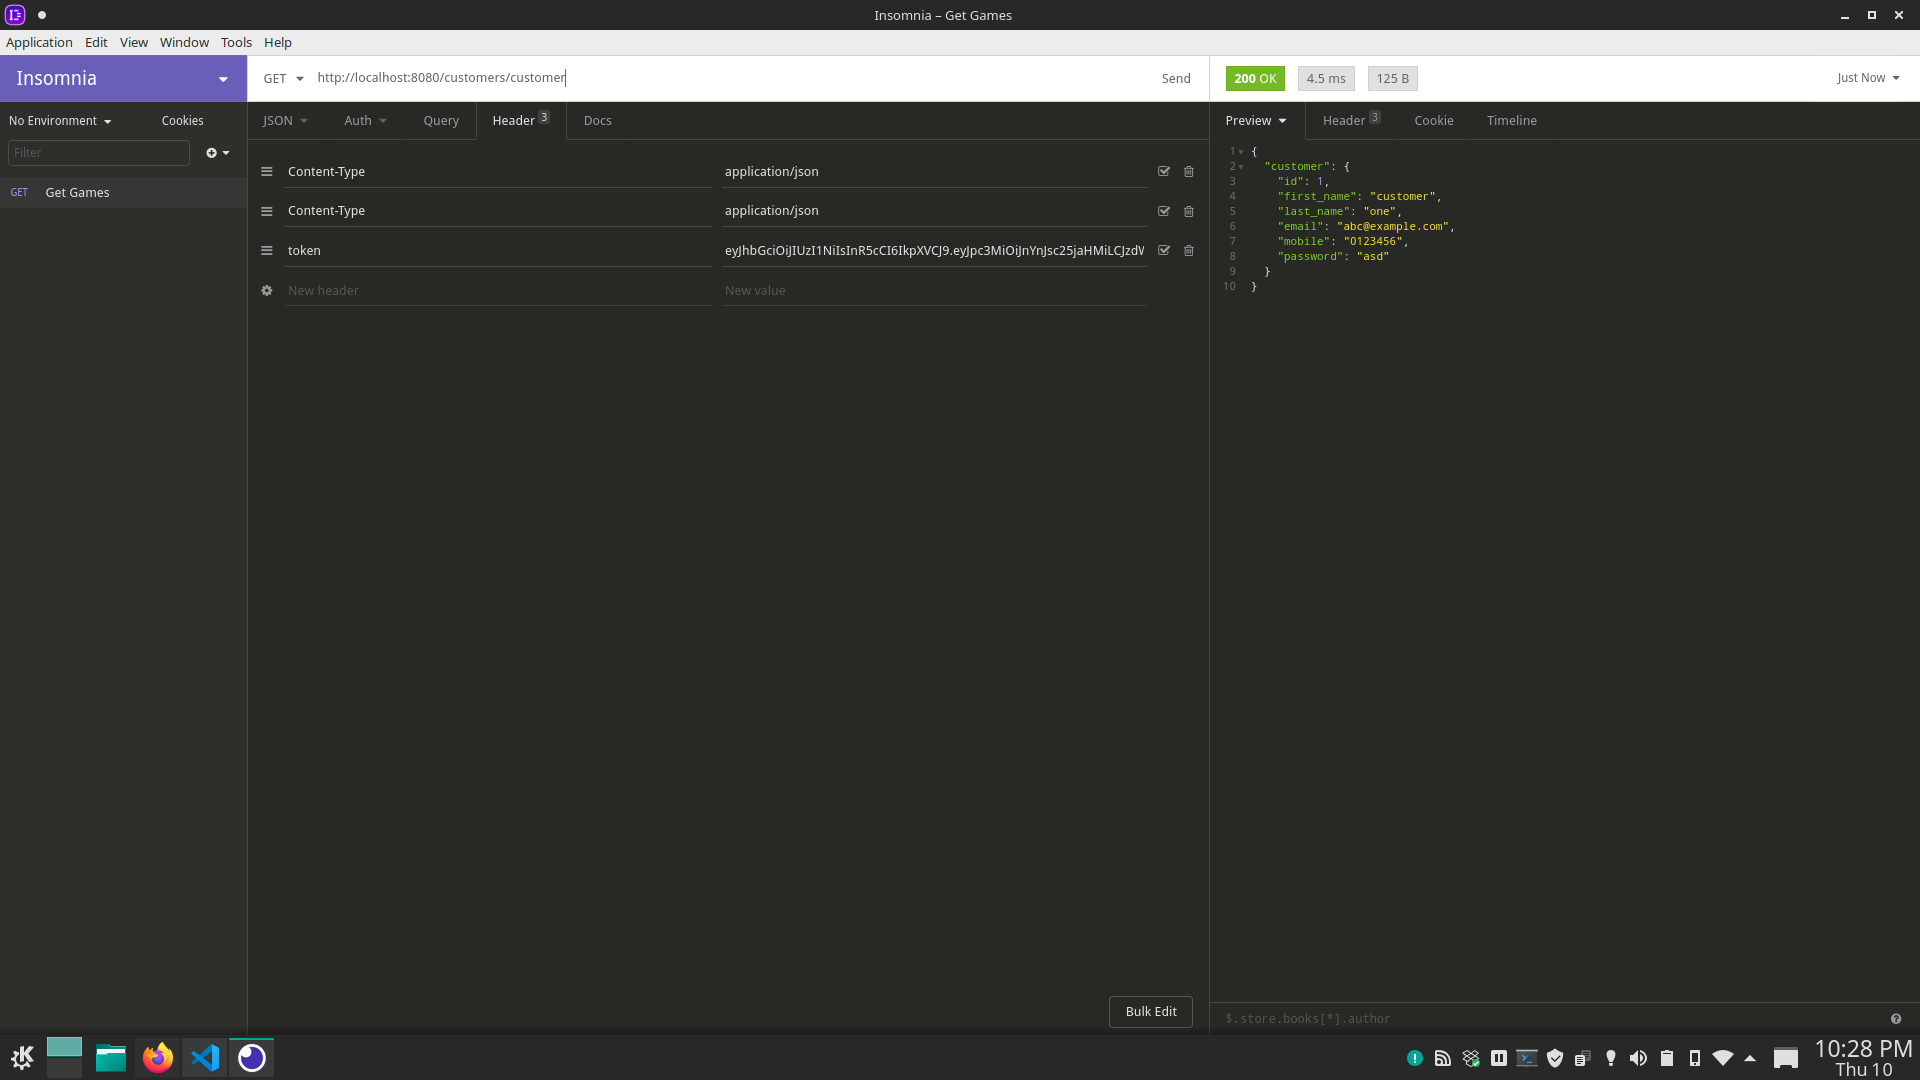 Insomnia – Get Games
Application Edit View Window Tools Help
Insomnia
GET http://localhost:8080/customers/customer
Send
200 OK
4.5 ms
125 B
Just Now
No Environment
Cookies
JSON
Auth
Query
Header 3
Docs
Preview
Header 3
Cookie
Timeline
Filter
GET Get Games
Content-Type application/json
Content-Type application/json
token eyJhbGciOiJIUzI1NiIsInR5cCI6IkpXVCJ9.eyJpc3MiOiJnYnJsc25jaHMiLCJzdW
New header New value
1 {
2 "customer": {
3 "id": 1,
4 "first_name": "customer",
5 "last_name": "one",
6 "email": "abc@example.com",
7 "mobile": "0123456",
8 "password": "asd"
9 }
10 }
Bulk Edit
$.store.books[*].author
10:28 PM
Thu 10